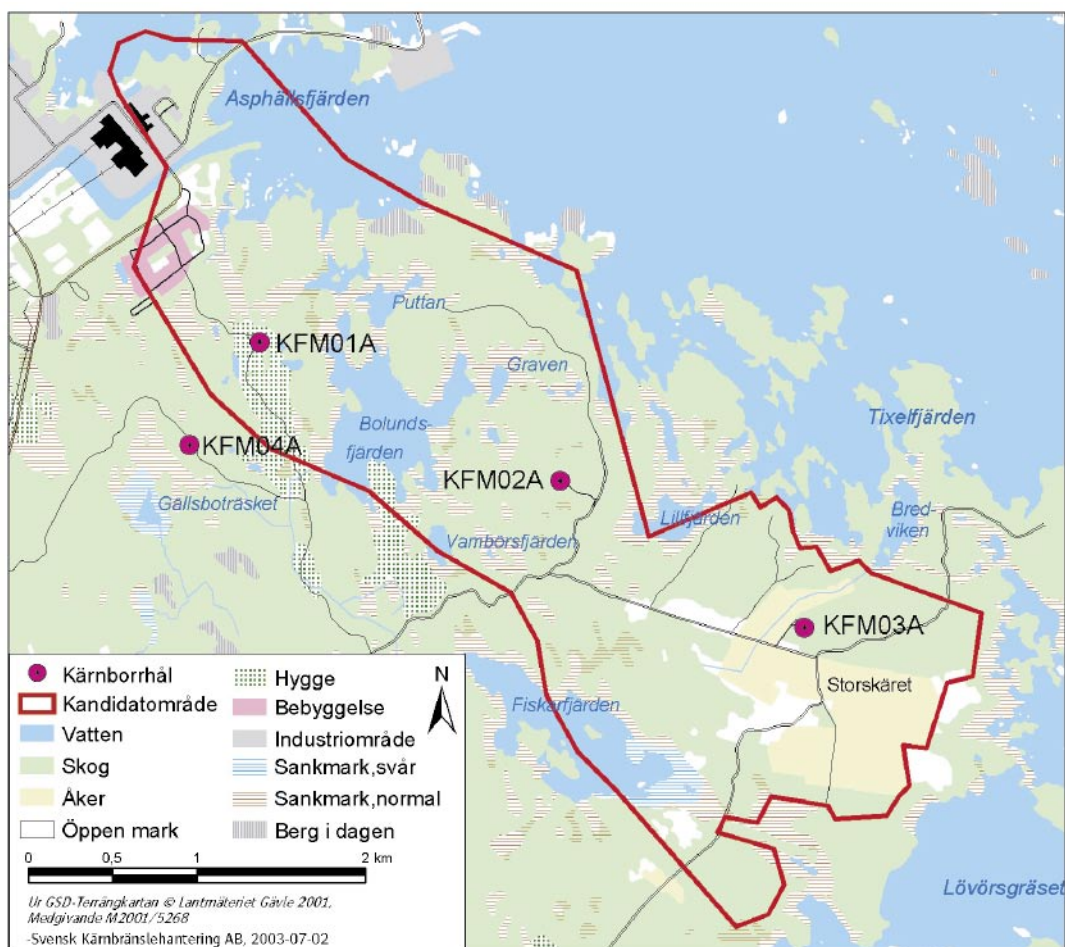 Asphällsfjärden
Puttan
KFM01A
Graven
Tixelfjärden
Bolunds-
fjärden
KFM04A
KFM02A
Gällsboträsket
Lillfjärden
Bred-
viken
Vambörsfjärden
KFM03A
Storskäret
Fiskarfjärden
Lövörsgräset
Kärnborrhål
Kandidatområde
Vatten
Skog
Åker
Öppen mark
Hygge
Bebyggelse
Industriområde
Sankmark,svår
Sankmark,normal
Berg i dagen
N
0 0,5 1 2 km
Ur GSD-Terrängkartan © Lantmäteriet Gävle 2001,
Medgivande M2001/5268
-Svensk Kärnbränslehantering AB, 2003-07-02